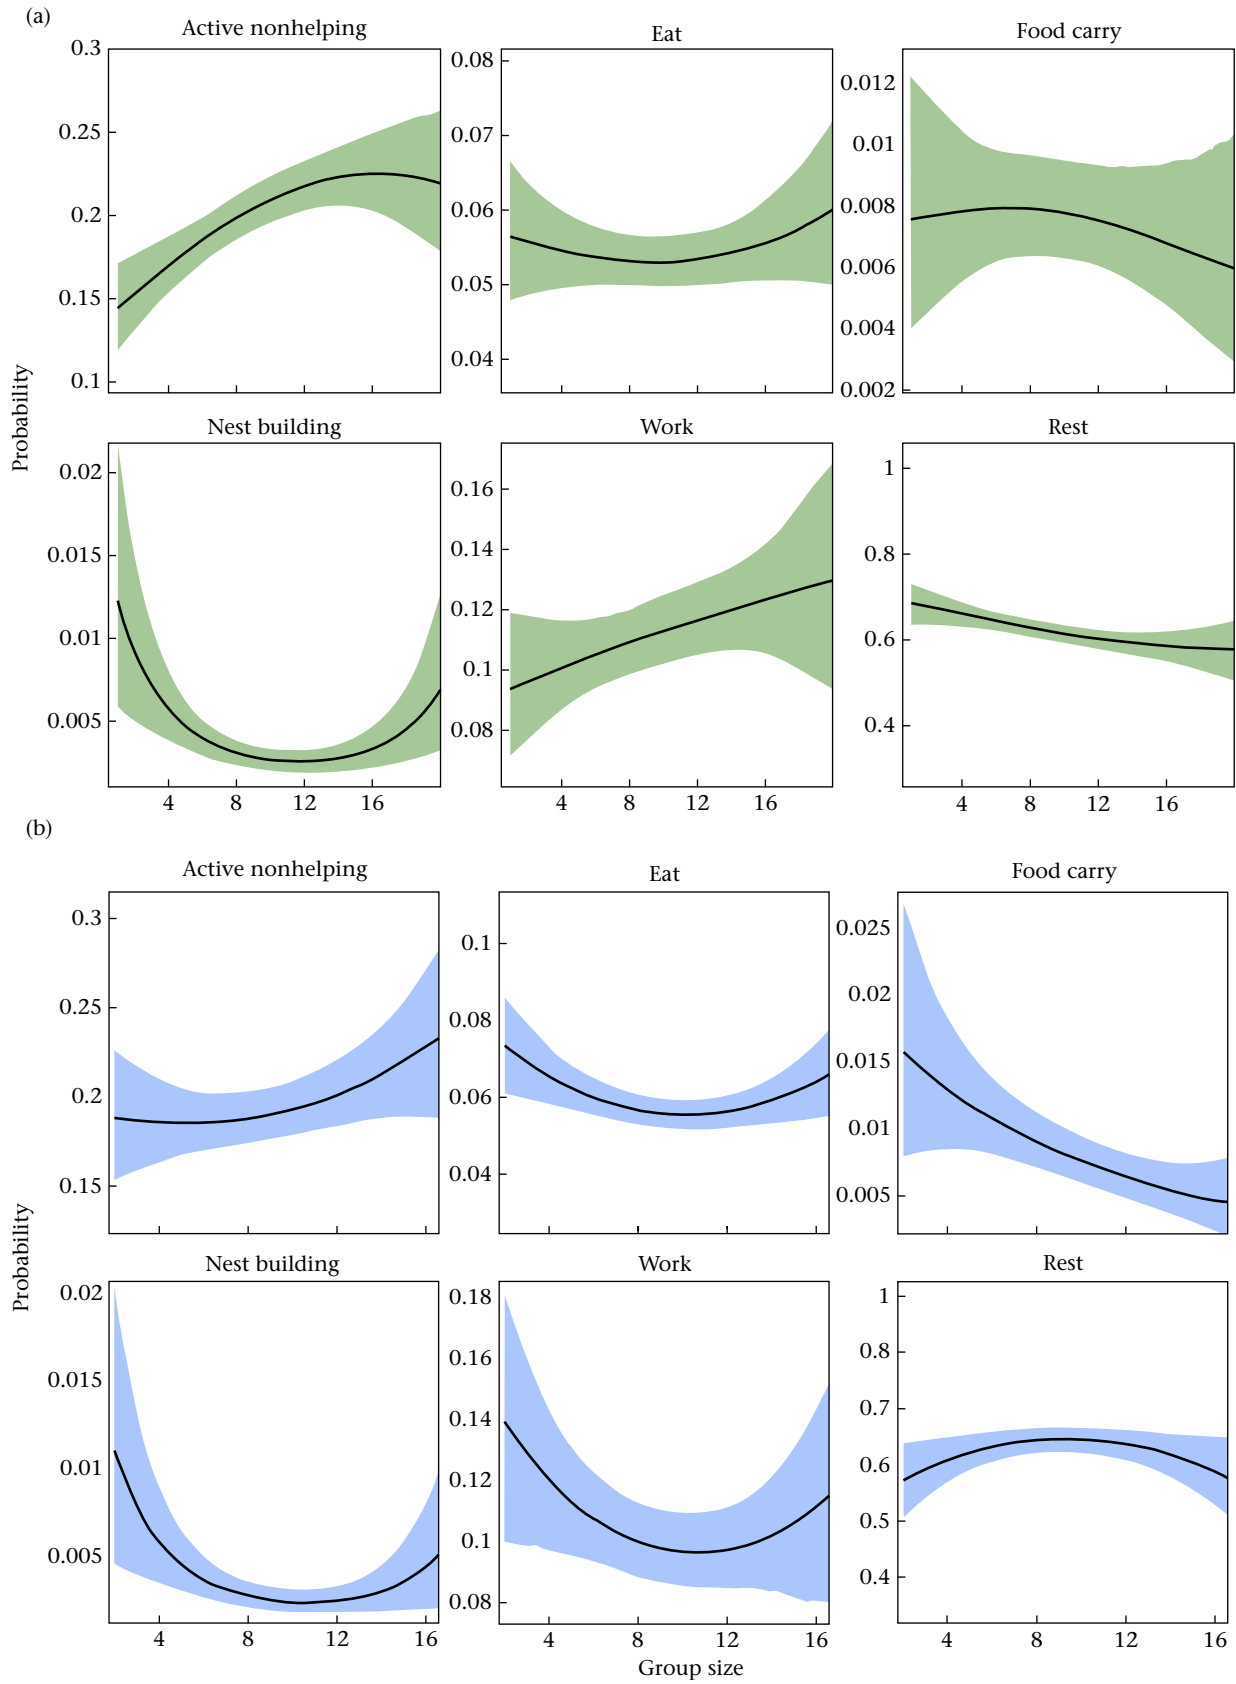 (a)
Active nonhelping
Eat
Food carry
0.3
0.25
0.2
0.15
0.1
0.08
0.07
0.06
0.05
0.04
0.012
0.01
0.008
0.006
0.004
0.002
Probability
Nest building
Work
Rest
0.02
0.015
0.01
0.005
0.16
0.14
0.12
0.1
0.08
1
0.8
0.6
0.4
4 8 12 16
4 8 12 16
4 8 12 16
(b)
Active nonhelping
Eat
Food carry
0.3
0.25
0.2
0.15
0.1
0.08
0.06
0.04
0.025
0.02
0.015
0.01
0.005
Probability
Nest building
Work
Rest
0.02
0.015
0.01
0.005
0.18
0.16
0.14
0.12
0.1
0.08
1
0.8
0.7
0.6
0.5
0.4
4 8 12 16
4 8 12 16
4 8 12 16
Group size